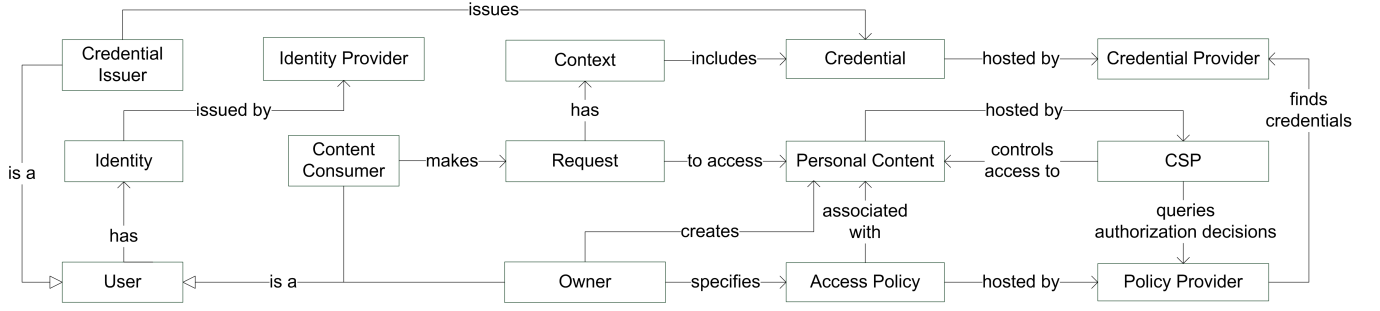 issues
Credential
Issuer
Identity Provider
Context
includes
Credential
hosted by
Credential Provider
issued by
has
hosted by
finds
credentials
Identity
Content
Consumer
makes
Request
to access
Personal Content
controls
access to
CSP
is a
has
creates
associated
with
queries
authorization decisions
User
is a
Owner
specifies
Access Policy
hosted by
Policy Provider